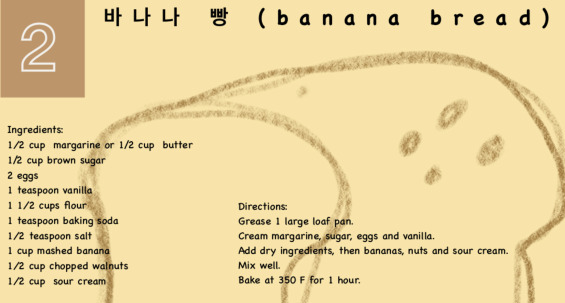 2
바나나 빵 (banana bread)
Ingredients:
1/2 cup margarine or 1/2 cup butter
1/2 cup brown sugar
2 eggs
1 teaspoon vanilla
1 1/2 cups flour
1 teaspoon baking soda
1/2 teaspoon salt
1 cup mashed banana
1/2 cup chopped walnuts
1/2 cup sour cream
Directions:
Grease 1 large loaf pan.
Cream margarine, sugar, eggs and vanilla.
Add dry ingredients, then bananas, nuts and sour cream.
Mix well.
Bake at 350 F for 1 hour.